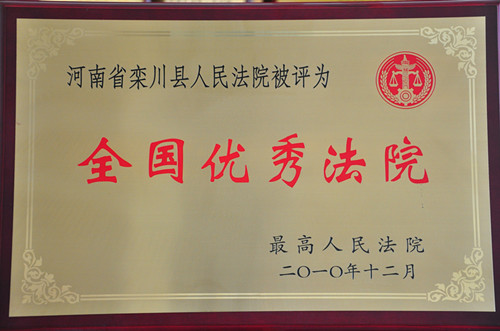 河南省栾川县人民法院被评为
全国优秀法院
最高人民法院
二〇一〇年十二月